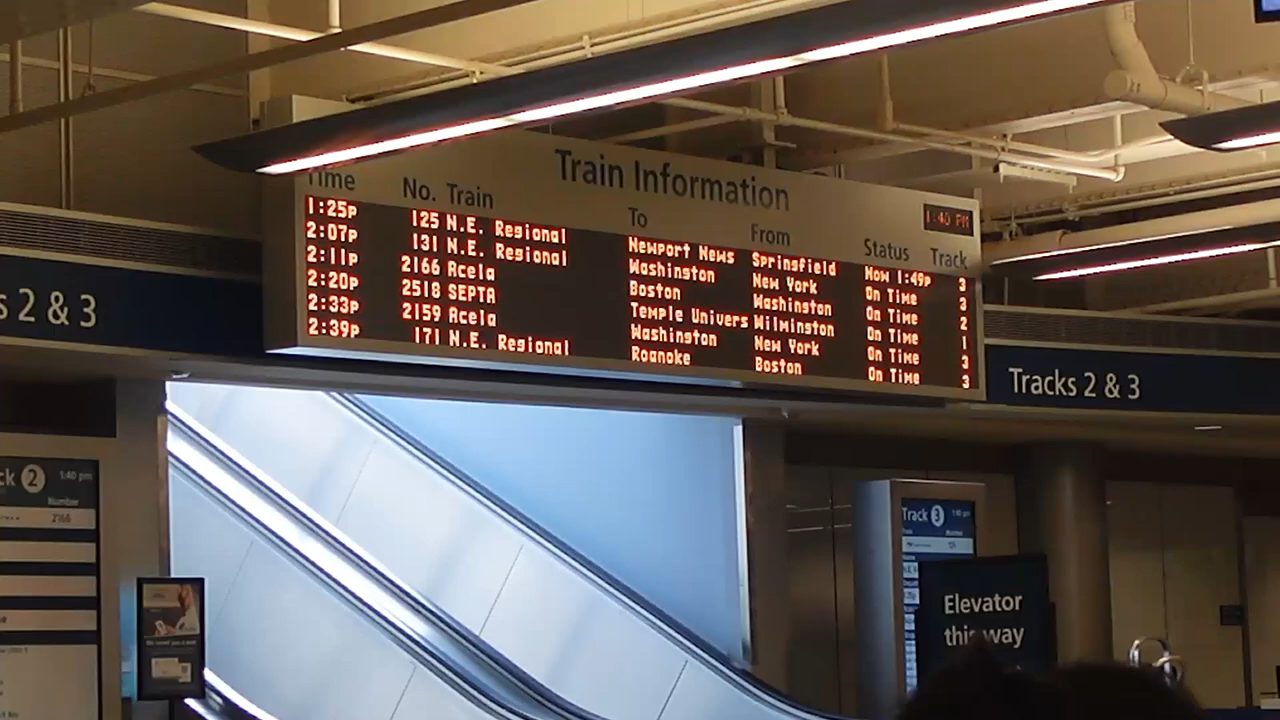 Train Information
1:40 PM
Time No. Train To From Status Track
1:25P 125 N.E. Regional Newport News Springfield Now 1:49P 3
2:07P 131 N.E. Regional Washington New York On Time 3
2:11P 2166 Acela Boston Washington On Time 2
2:20P 2518 SEPTA Temple Univers Wilmington On Time 1
2:33P 2159 Acela Washington New York On Time 3
2:39P 171 N.E. Regional Roanoke Boston On Time 3
s 2 & 3
Tracks 2 & 3
ck 2 1:40 pm
Number
2166
Track 3 1:40 pm
Elevator
this way